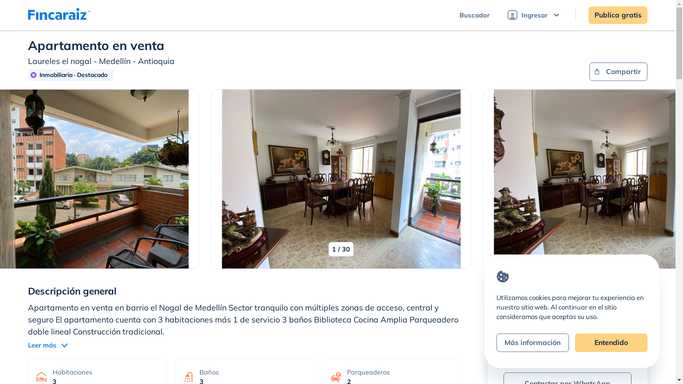 Fincaraiz
Buscador
Ingresar
Publica gratis
Apartamento en venta
Laureles el nogal - Medellín - Antioquia
Inmobiliaria · Destacado
Compartir
1 / 30
Descripción general
Apartamento en venta en barrio el Nogal de Medellín Sector tranquilo con múltiples zonas de acceso, central y
seguro El apartamento cuenta con 3 habitaciones más 1 de servicio 3 baños Biblioteca Cocina Amplia Parqueadero
doble lineal Construcción tradicional.
Leer más
Utilizamos cookies para mejorar tu experiencia en
nuestro sitio web. Al continuar en el sitio
consideramos que aceptas su uso.
Más información
Entendido
Habitaciones
3
Baños
3
Parqueaderos
2
Contactar por WhatsApp